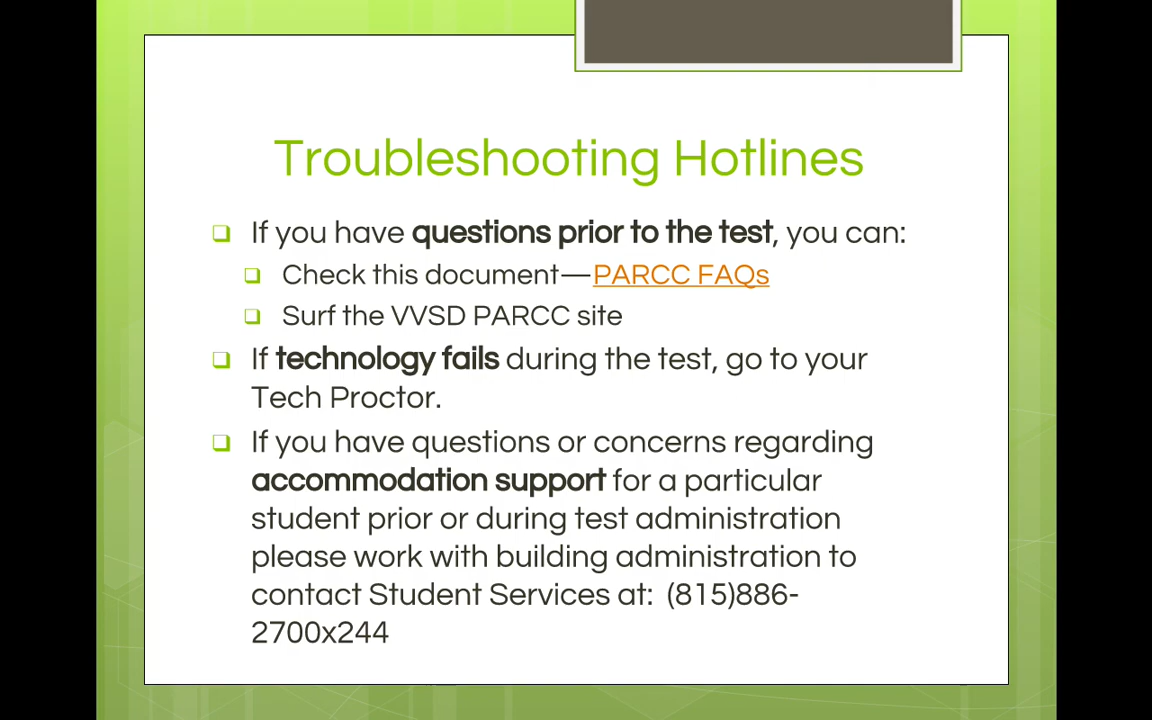 Troubleshooting Hotlines
If you have questions prior to the test, you can:
Check this document—PARCC FAQs
Surf the VVSD PARCC site
If technology fails during the test, go to your
Tech Proctor.
If you have questions or concerns regarding
accommodation support for a particular
student prior or during test administration
please work with building administration to
contact Student Services at:  (815)886-
2700x244